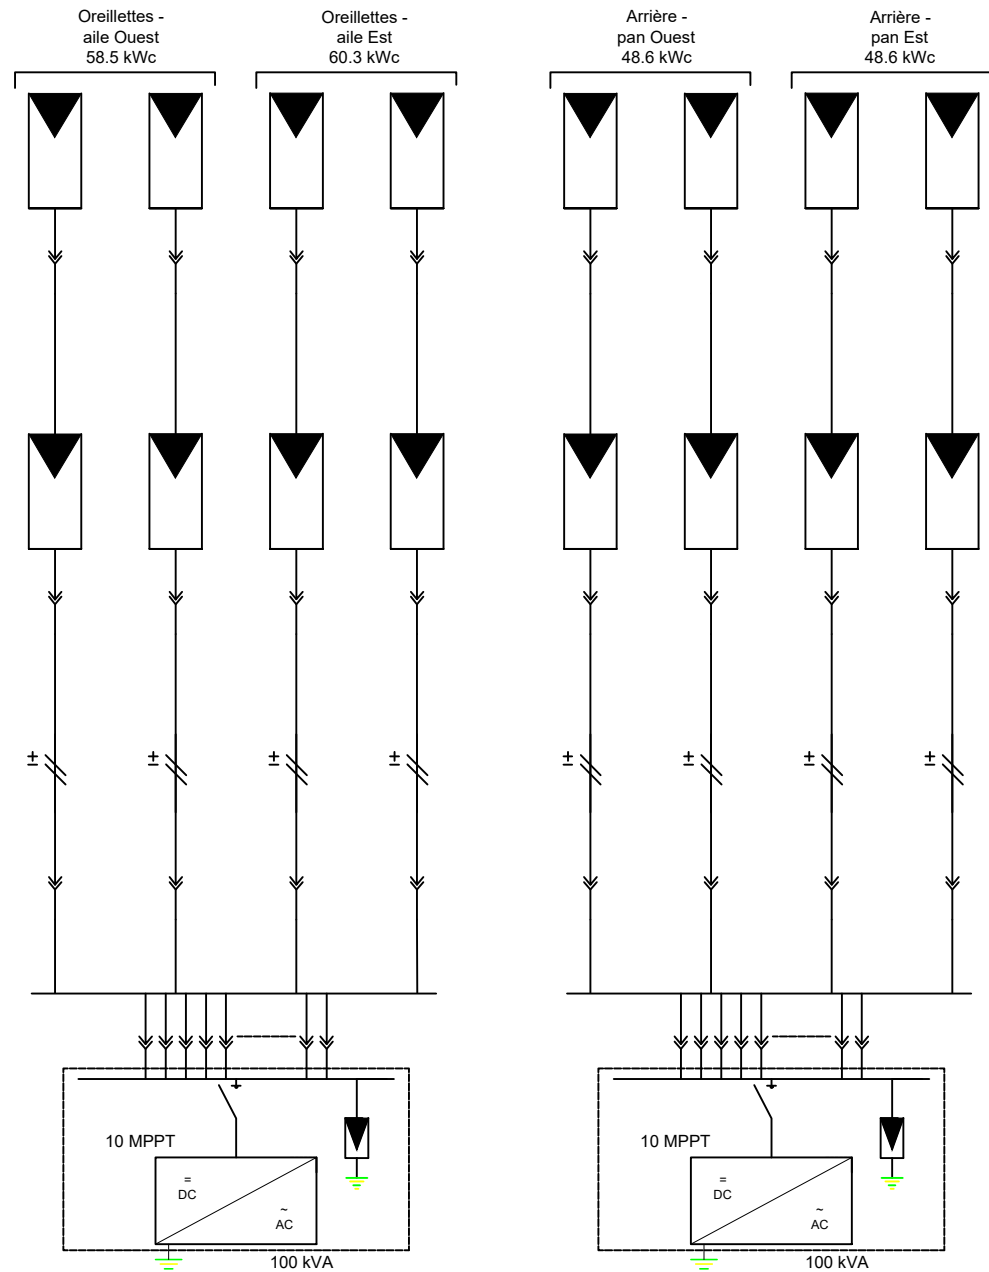 Oreillettes -
aile Ouest
58.5 kWc
Oreillettes -
aile Est
60.3 kWc
Arrière -
pan Ouest
48.6 kWc
Arrière -
pan Est
48.6 kWc
±
±
±
±
±
±
±
±
10 MPPT
=
DC
~
AC
100 kVA
10 MPPT
=
DC
~
AC
100 kVA